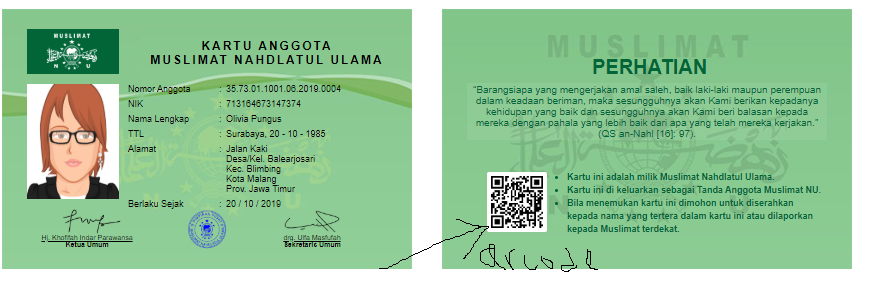 MUSLIMAT
N U
KARTU ANGGOTA
MUSLIMAT NAHDLATUL ULAMA
Nomor Anggota : 35.73.01.1001.06.2019.0004
NIK : 713164673147374
Nama Lengkap : Olivia Pungus
TTL : Surabaya, 20 - 10 - 1985
Alamat : Jalan Kaki
Desa/Kel. Balearjosari
Kec. Blimbing
Kota Malang
Prov. Jawa Timur
Berlaku Sejak : 20 / 10 / 2019
Hj. Khofifah Indar Parawansa
Ketua Umum
drg. Ulfa Masfufah
Sekretaris Umum
MUSLIMAT
PERHATIAN
“Barangsiapa yang mengerjakan amal saleh, baik laki-laki maupun perempuan
dalam keadaan beriman, maka sesungguhnya akan Kami berikan kepadanya
kehidupan yang baik dan sesungguhnya akan Kami beri balasan kepada
mereka dengan pahala yang lebih baik dari apa yang telah mereka kerjakan.”
(QS an-Nahl [16]: 97).
• Kartu ini adalah milik Muslimat Nahdlatul Ulama.
• Kartu ini di keluarkan sebagai Tanda Anggota Muslimat NU.
• Bila menemukan kartu ini dimohon untuk diserahkan
kepada nama yang tertera dalam kartu ini atau dilaporkan
kepada Muslimat terdekat.